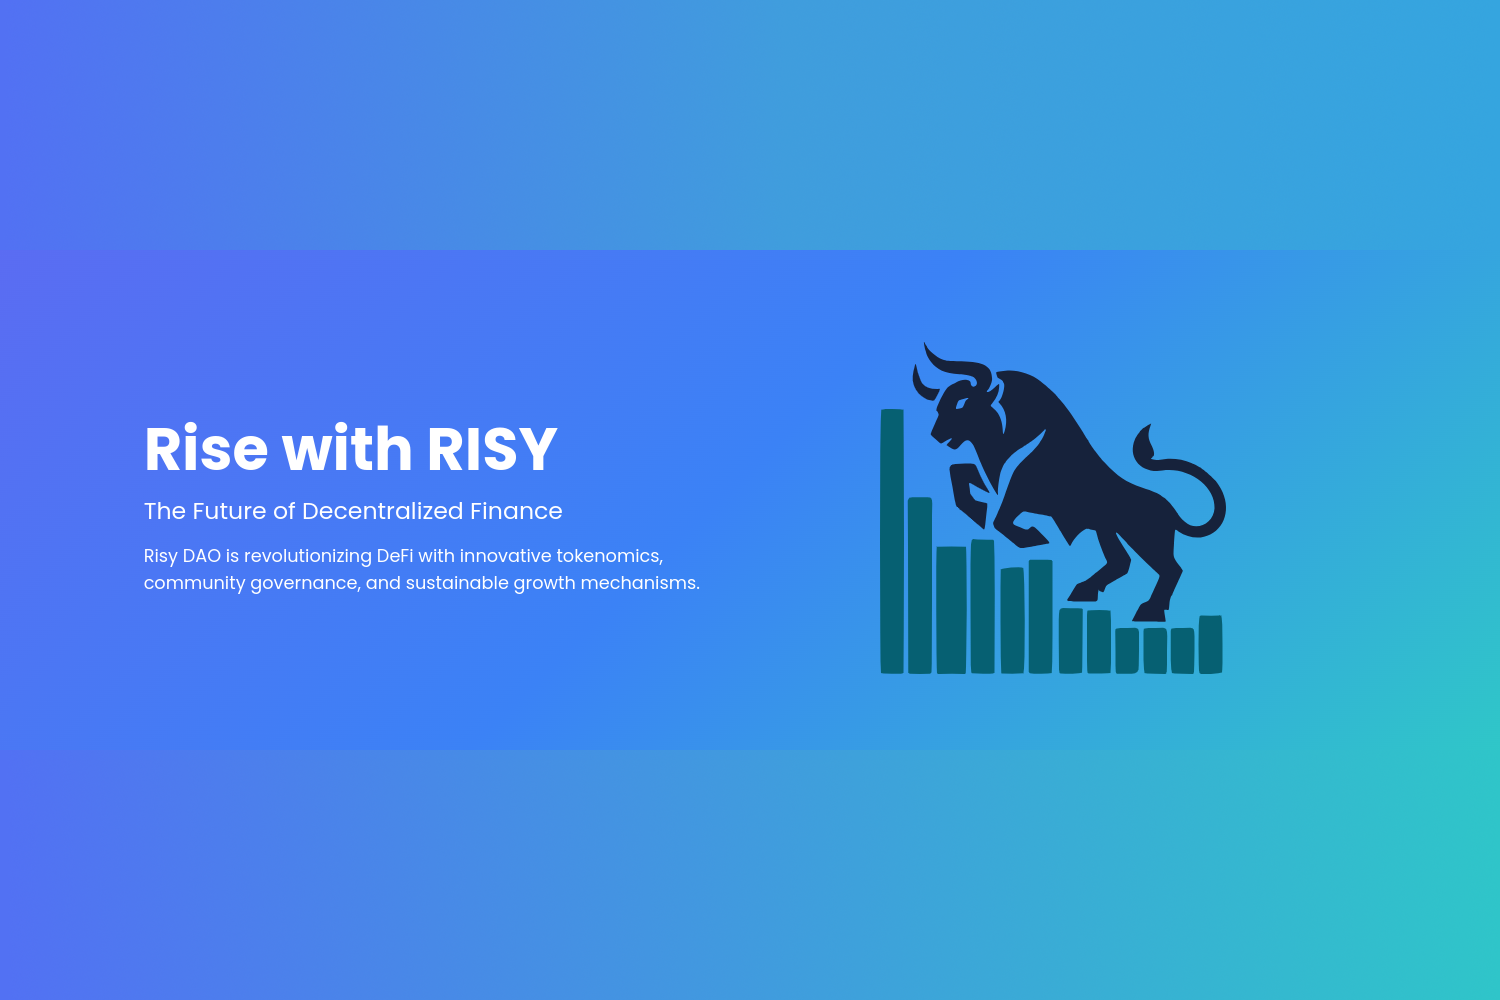 Rise with RISY
The Future of Decentralized Finance
Risy DAO is revolutionizing DeFi with innovative tokenomics,
community governance, and sustainable growth mechanisms.